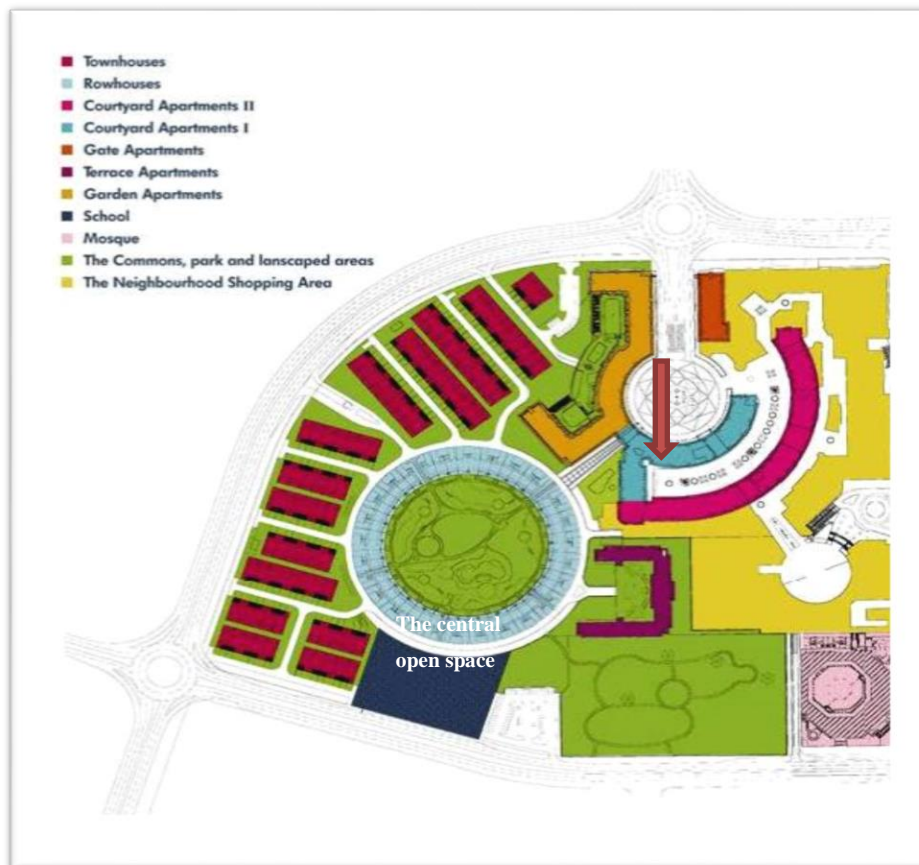 Townhouses
Rowhouses
Courtyard Apartments II
Courtyard Apartments I
Gate Apartments
Terrace Apartments
Garden Apartments
School
Mosque
The Commons, park and lanscaped areas
The Neighbourhood Shopping Area
The central
open space